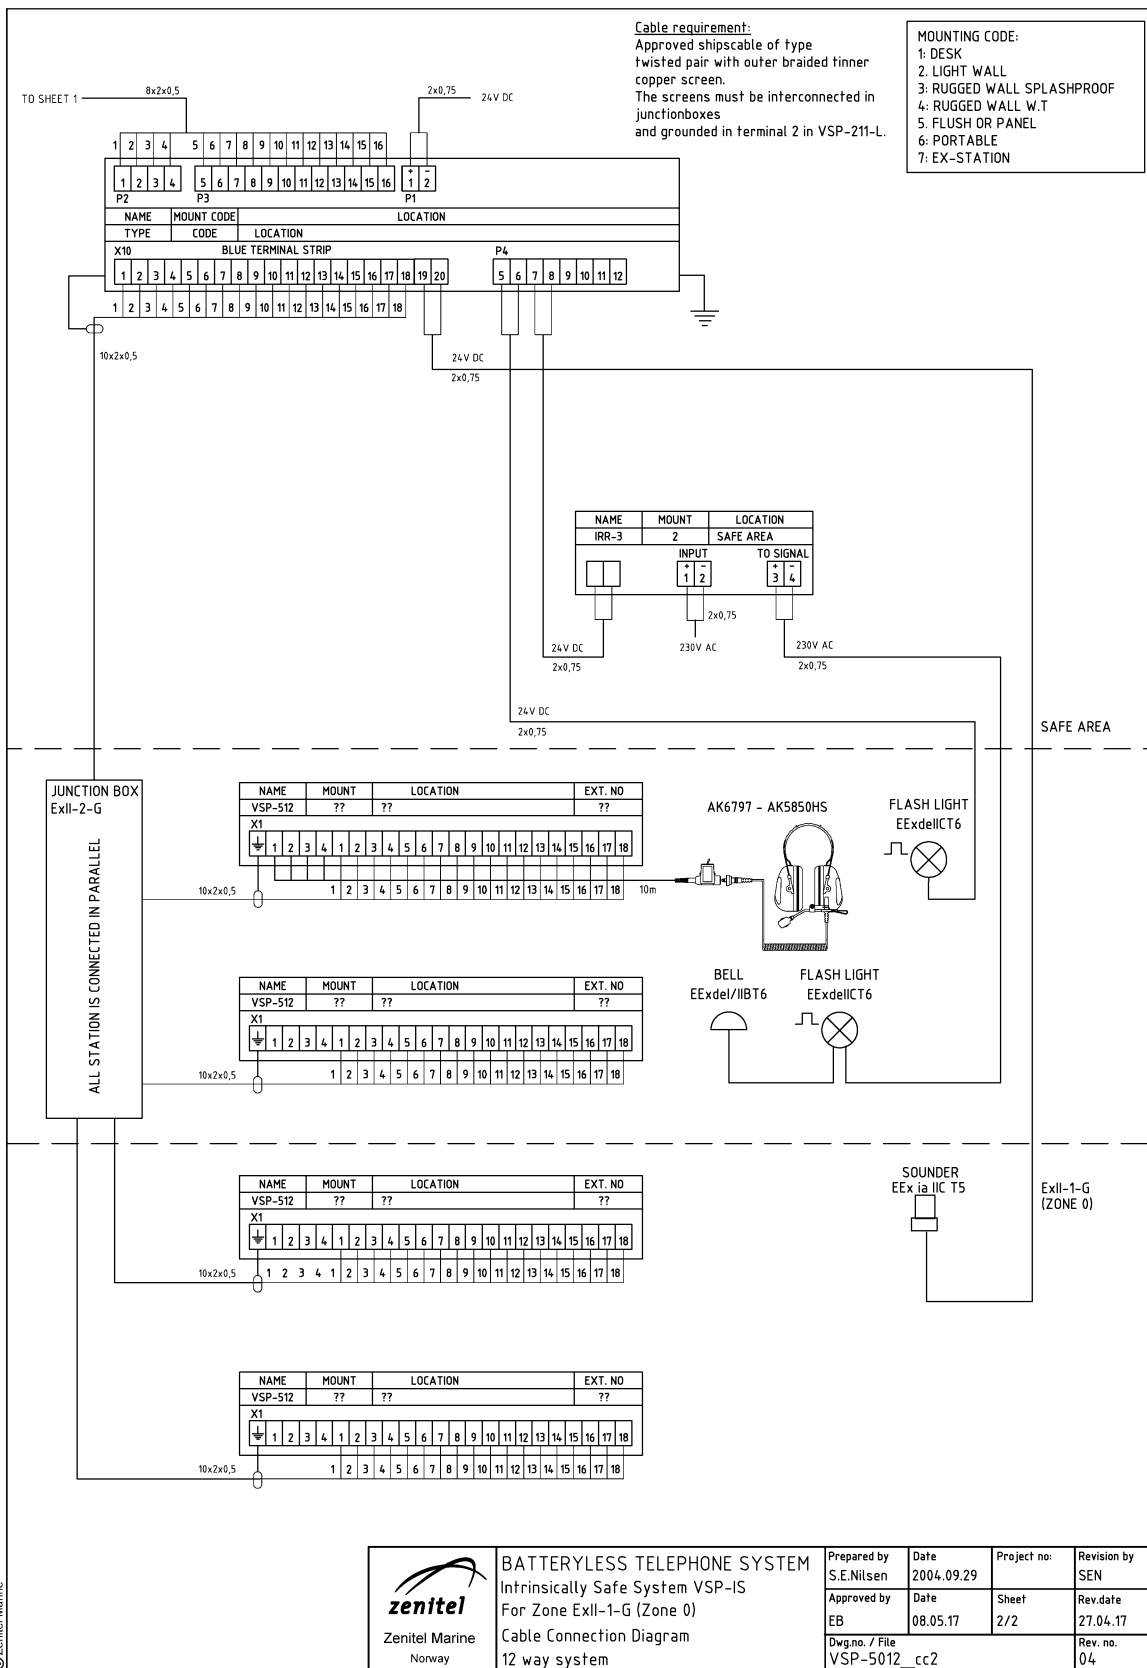 Cable requirement:
Approved shipscable of type
twisted pair with outer braided tinner
copper screen.
The screens must be interconnected in
junctionboxes
and grounded in terminal 2 in VSP-211-L.
MOUNTING CODE:
1: DESK
2. LIGHT WALL
3: RUGGED WALL SPLASHPROOF
4: RUGGED WALL W.T
5. FLUSH OR PANEL
6: PORTABLE
7: EX-STATION
TO SHEET 1 8x2x0,5 2x0,75 24V DC
1 2 3 4 5 6 7 8 9 10 11 12 13 14 15 16
1 2 3 4 5 6 7 8 9 10 11 12 13 14 15 16 + 1 - 2
P2 P3 P1
NAME MOUNT CODE LOCATION
TYPE CODE LOCATION
X10 BLUE TERMINAL STRIP P4
1 2 3 4 5 6 7 8 9 10 11 12 13 14 15 16 17 18 19 20 5 6 7 8 9 10 11 12
1 2 3 4 5 6 7 8 9 10 11 12 13 14 15 16 17 18
10x2x0,5
24V DC
2x0,75
NAME MOUNT LOCATION
IRR-3 2 SAFE AREA
INPUT TO SIGNAL
+ - + -
1 2 3 4
2x0,75
24V DC 230V AC 230V AC
2x0,75 2x0,75
24V DC
2x0,75
SAFE AREA
JUNCTION BOX
ExII-2-G
ALL STATION IS CONNECTED IN PARALLEL
NAME MOUNT LOCATION EXT. NO
VSP-512 ?? ?? ??
X1
1 2 3 4 1 2 3 4 5 6 7 8 9 10 11 12 13 14 15 16 17 18
10x2x0,5 1 2 3 4 5 6 7 8 9 10 11 12 13 14 15 16 17 18 10m
AK6797 - AK5850HS
FLASH LIGHT
EExdeIICT6
NAME MOUNT LOCATION EXT. NO
VSP-512 ?? ?? ??
X1
1 2 3 4 1 2 3 4 5 6 7 8 9 10 11 12 13 14 15 16 17 18
10x2x0,5 1 2 3 4 5 6 7 8 9 10 11 12 13 14 15 16 17 18
BELL
EExdeI/IIBT6
FLASH LIGHT
EExdeIICT6
NAME MOUNT LOCATION EXT. NO
VSP-512 ?? ?? ??
X1
1 2 3 4 1 2 3 4 5 6 7 8 9 10 11 12 13 14 15 16 17 18
10x2x0,5 1 2 3 4 1 2 3 4 5 6 7 8 9 10 11 12 13 14 15 16 17 18
SOUNDER
EEx ia IIC T5
ExII-1-G
(ZONE 0)
NAME MOUNT LOCATION EXT. NO
VSP-512 ?? ?? ??
X1
1 2 3 4 1 2 3 4 5 6 7 8 9 10 11 12 13 14 15 16 17 18
10x2x0,5 1 2 3 4 5 6 7 8 9 10 11 12 13 14 15 16 17 18
zenitel
Zenitel Marine
Norway
BATTERYLESS TELEPHONE SYSTEM
Intrinsically Safe System VSP-IS
For Zone ExII-1-G (Zone 0)
Cable Connection Diagram
12 way system
Prepared by Date Project no: Revision by
S.E.Nilsen 2004.09.29 SEN
Approved by Date Sheet Rev.date
EB 08.05.17 2/2 27.04.17
Dwg.no. / File Rev. no.
VSP-5012__cc2 04
© Zenitel Marine